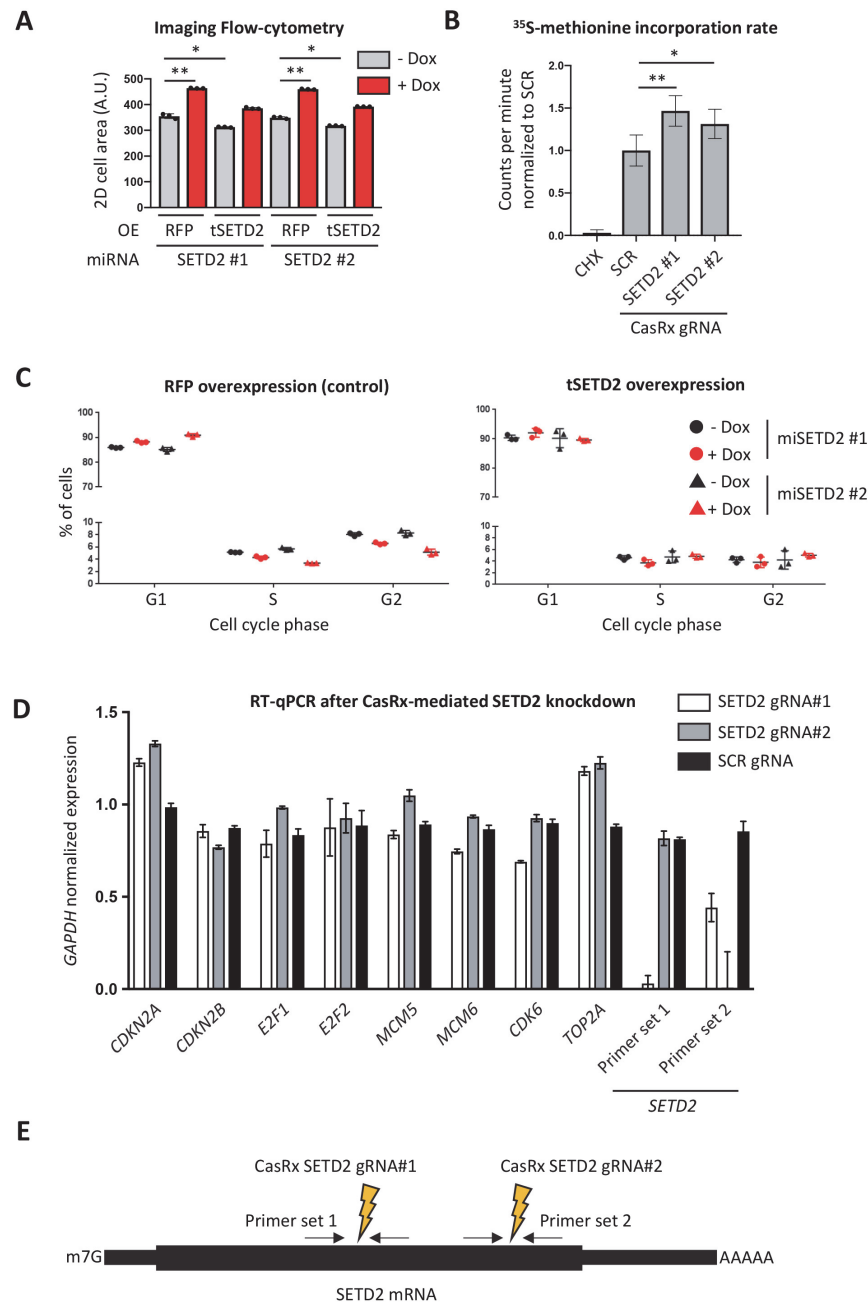 A
Imaging Flow-cytometry
*
*
**
**
- Dox
+ Dox
2D cell area (A.U.)
500
400
300
200
100
0
OE
RFP
tSETD2
RFP
tSETD2
miRNA
SETD2 #1
SETD2 #2
B
³⁵S-methionine incorporation rate
*
**
Counts per minute
normalized to SCR
2.0
1.5
1.0
0.5
0.0
CHX
SCR
SETD2 #1
SETD2 #2
CasRx gRNA
C
RFP overexpression (control)
% of cells
100
90
80
70
10
8
6
4
2
0
G1
S
G2
Cell cycle phase
tSETD2 overexpression
100
90
80
70
10
8
6
4
2
0
G1
S
G2
Cell cycle phase
- Dox
+ Dox
miSETD2 #1
- Dox
+ Dox
miSETD2 #2
D
RT-qPCR after CasRx-mediated SETD2 knockdown
SETD2 gRNA#1
SETD2 gRNA#2
SCR gRNA
GAPDH normalized expression
1.5
1.0
0.5
0.0
CDKN2A
CDKN2B
E2F1
E2F2
MCM5
MCM6
CDK6
TOP2A
Primer set 1
Primer set 2
SETD2
E
CasRx SETD2 gRNA#1
CasRx SETD2 gRNA#2
Primer set 1
Primer set 2
m7G
AAAAA
SETD2 mRNA